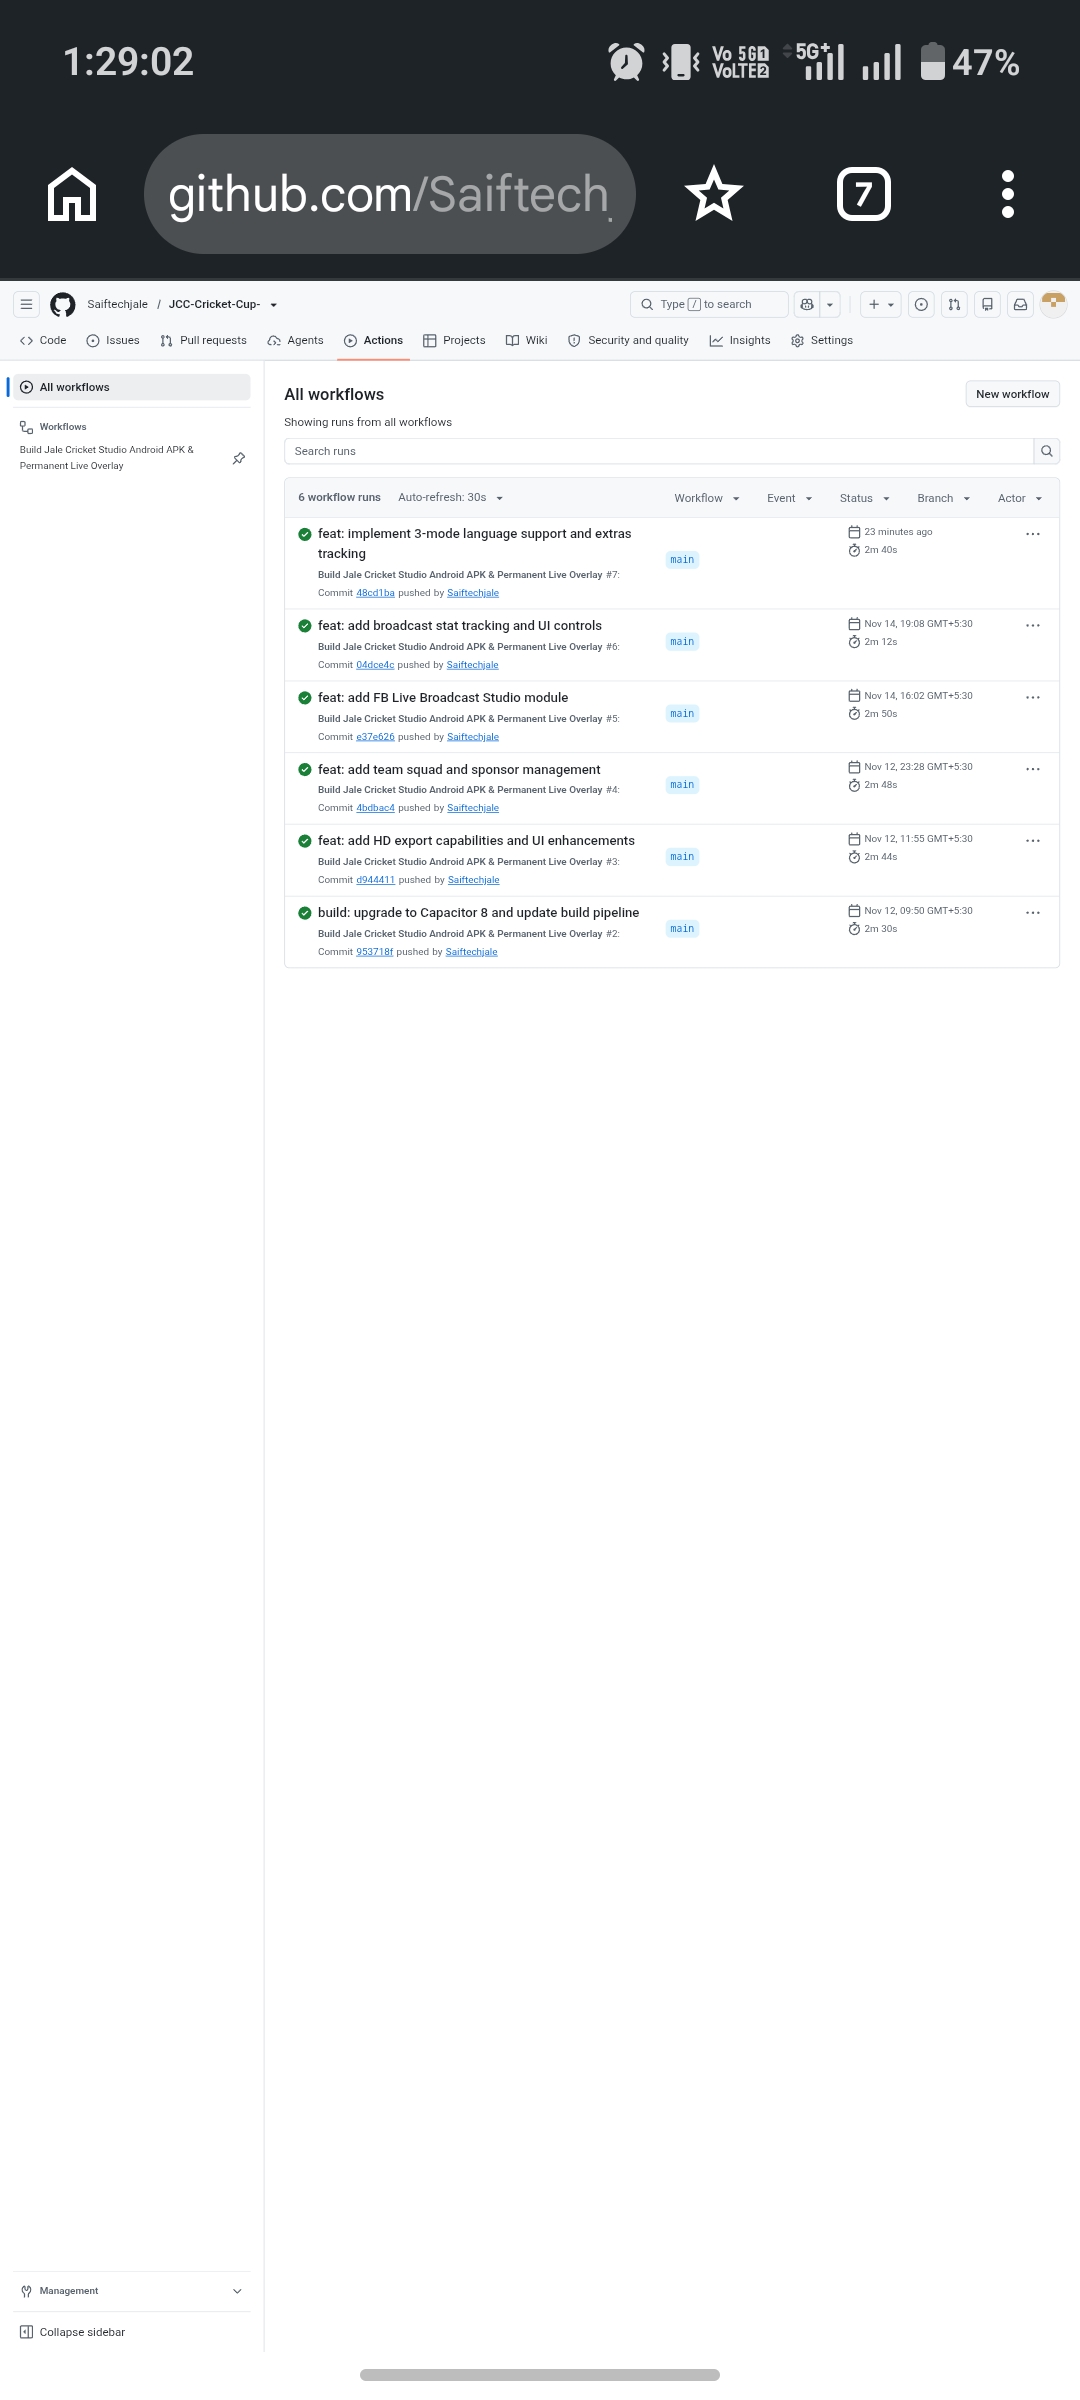 1:29:02
Vo 5G 1
VoLTE 2
5G+
47%
github.com/Saiftech
7
Saiftechjale / JCC-Cricket-Cup-
Type / to search
Code
Issues
Pull requests
Agents
Actions
Projects
Wiki
Security and quality
Insights
Settings
All workflows
Workflows
Build Jale Cricket Studio Android APK &
Permanent Live Overlay
All workflows
New workflow
Showing runs from all workflows
Search runs
6 workflow runs
Auto-refresh: 30s
Workflow
Event
Status
Branch
Actor
feat: implement 3-mode language support and extras
tracking
Build Jale Cricket Studio Android APK & Permanent Live Overlay #7:
Commit 48cd1ba pushed by Saiftechjale
main
23 minutes ago
2m 40s
feat: add broadcast stat tracking and UI controls
Build Jale Cricket Studio Android APK & Permanent Live Overlay #6:
Commit 04dce4c pushed by Saiftechjale
main
Nov 14, 19:08 GMT+5:30
2m 12s
feat: add FB Live Broadcast Studio module
Build Jale Cricket Studio Android APK & Permanent Live Overlay #5:
Commit e37e626 pushed by Saiftechjale
main
Nov 14, 16:02 GMT+5:30
2m 50s
feat: add team squad and sponsor management
Build Jale Cricket Studio Android APK & Permanent Live Overlay #4:
Commit 4bdbac4 pushed by Saiftechjale
main
Nov 12, 23:28 GMT+5:30
2m 48s
feat: add HD export capabilities and UI enhancements
Build Jale Cricket Studio Android APK & Permanent Live Overlay #3:
Commit d944411 pushed by Saiftechjale
main
Nov 12, 11:55 GMT+5:30
2m 44s
build: upgrade to Capacitor 8 and update build pipeline
Build Jale Cricket Studio Android APK & Permanent Live Overlay #2:
Commit 953718f pushed by Saiftechjale
main
Nov 12, 09:50 GMT+5:30
2m 30s
Management
Collapse sidebar